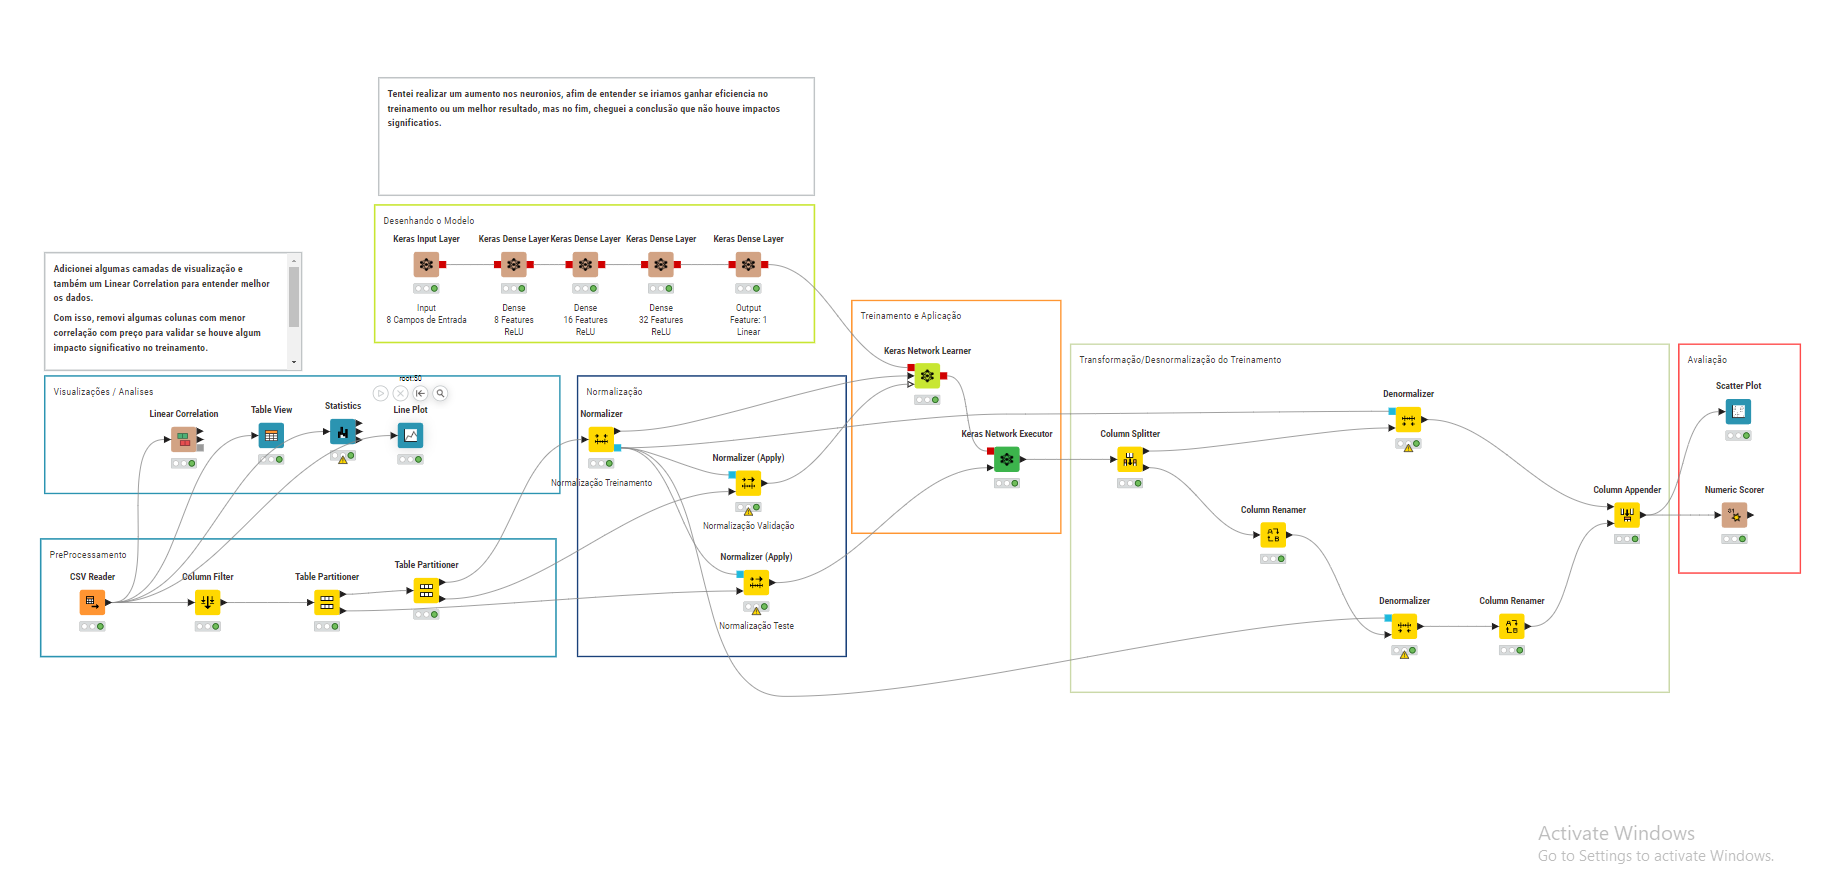 Tentei realizar um aumento nos neuronios, afim de entender se iriamos ganhar eficiencia no
treinamento ou um melhor resultado, mas no fim, cheguei a conclusão que não houve impactos
significatios.
Desenhando o Modelo
Keras Input Layer
Keras Dense Layer
Keras Dense Layer
Keras Dense Layer
Keras Dense Layer
Input
8 Campos de Entrada
Dense
8 Features
ReLU
Dense
16 Features
ReLU
Dense
32 Features
ReLU
Output
Feature: 1
Linear
Adicionei algumas camadas de visualização e
também um Linear Correlation para entender melhor
os dados.
Com isso, removi algumas colunas com menor
correlação com preço para validar se houve algum
impacto significativo no treinamento.
Visualizações / Analises
root:50
Linear Correlation
Table View
Statistics
Line Plot
PreProcessamento
CSV Reader
Column Filter
Table Partitioner
Table Partitioner
Normalização
Normalizer
Normalização Treinamento
Normalizer (Apply)
Normalização Validação
Normalizer (Apply)
Normalização Teste
Treinamento e Aplicação
Keras Network Learner
Keras Network Executor
Transformação/Desnormalização do Treinamento
Column Splitter
Denormalizer
Column Renamer
Denormalizer
Column Renamer
Column Appender
Avaliação
Scatter Plot
Numeric Scorer
Activate Windows
Go to Settings to activate Windows.